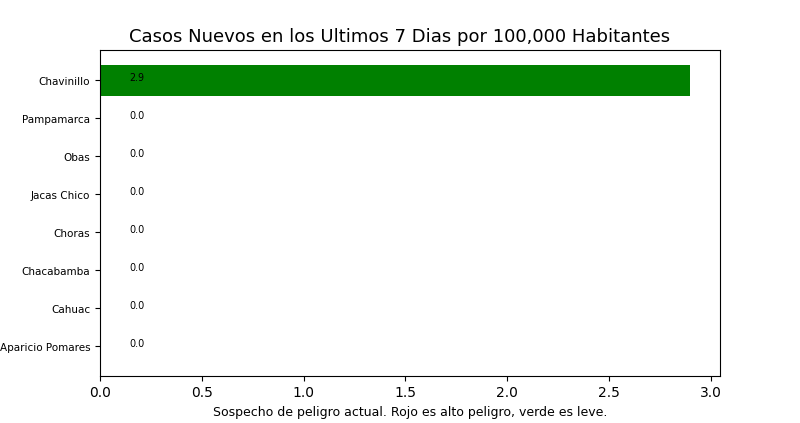 Casos Nuevos en los Ultimos 7 Dias por 100,000 Habitantes
Chavinillo 2.9
Pampamarca 0.0
Obas 0.0
Jacas Chico 0.0
Choras 0.0
Chacabamba 0.0
Cahuac 0.0
Aparicio Pomares 0.0
0.0 0.5 1.0 1.5 2.0 2.5 3.0
Sospecho de peligro actual. Rojo es alto peligro, verde es leve.